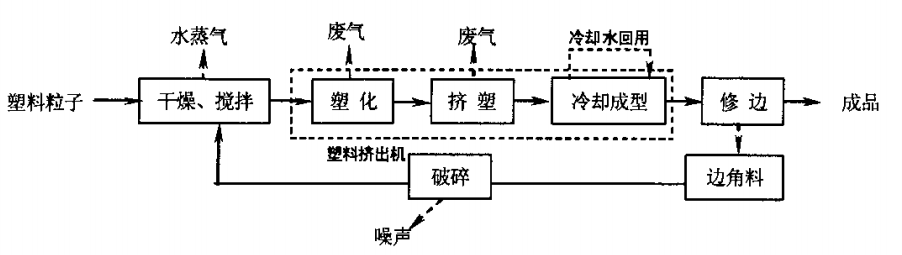 水蒸气
废气
废气
冷却水回用
塑料粒子
干燥、搅拌
塑化
挤塑
冷却成型
修边
成品
塑料挤出机
破碎
边角料
噪声